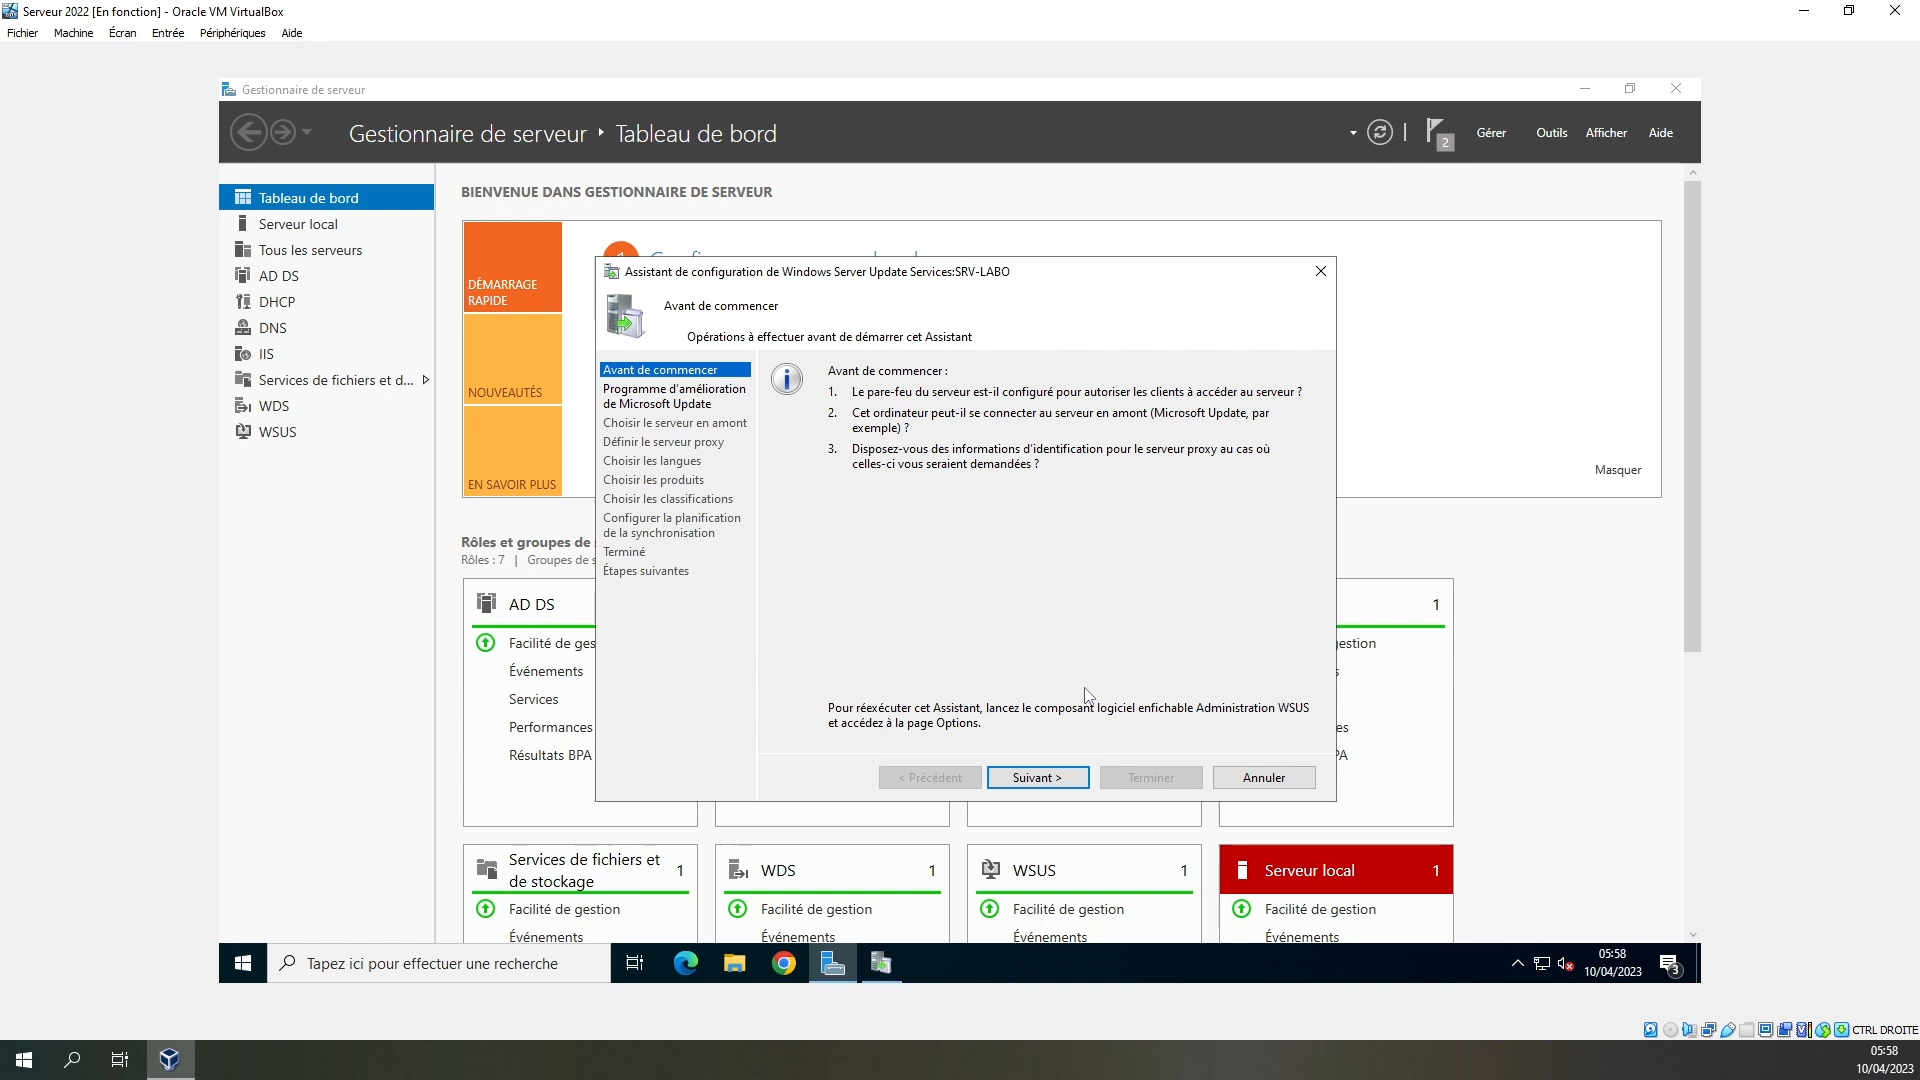 Serveur 2022 [En fonction] - Oracle VM VirtualBox
Fichier Machine Écran Entrée Périphériques Aide
Gestionnaire de serveur
Gestionnaire de serveur Tableau de bord
2 Gérer Outils Afficher Aide
Tableau de bord
Serveur local
Tous les serveurs
AD DS
DHCP
DNS
IIS
Services de fichiers et d...
WDS
WSUS
BIENVENUE DANS GESTIONNAIRE DE SERVEUR
DÉMARRAGE
RAPIDE
NOUVEAUTÉS
EN SAVOIR PLUS
Masquer
Rôles et groupes de
Rôles : 7 | Groupes de s
Assistant de configuration de Windows Server Update Services:SRV-LABO
Avant de commencer
Opérations à effectuer avant de démarrer cet Assistant
Avant de commencer
Programme d'amélioration
de Microsoft Update
Choisir le serveur en amont
Définir le serveur proxy
Choisir les langues
Choisir les produits
Choisir les classifications
Configurer la planification
de la synchronisation
Terminé
Étapes suivantes
Avant de commencer :
1. Le pare-feu du serveur est-il configuré pour autoriser les clients à accéder au serveur ?
2. Cet ordinateur peut-il se connecter au serveur en amont (Microsoft Update, par
exemple) ?
3. Disposez-vous des informations d'identification pour le serveur proxy au cas où
celles-ci vous seraient demandées ?
Pour réexécuter cet Assistant, lancez le composant logiciel enfichable Administration WSUS
et accédez à la page Options.
< Précédent Suivant > Terminer Annuler
AD DS
Facilité de ges
Événements
Services
Performances
Résultats BPA
1
estion
s
es
PA
Services de fichiers et
de stockage 1
Facilité de gestion
Événements
WDS 1
Facilité de gestion
Événements
WSUS 1
Facilité de gestion
Événements
Serveur local 1
Facilité de gestion
Événements
Tapez ici pour effectuer une recherche
05:58
10/04/2023
3
CTRL DROITE
05:58
10/04/2023